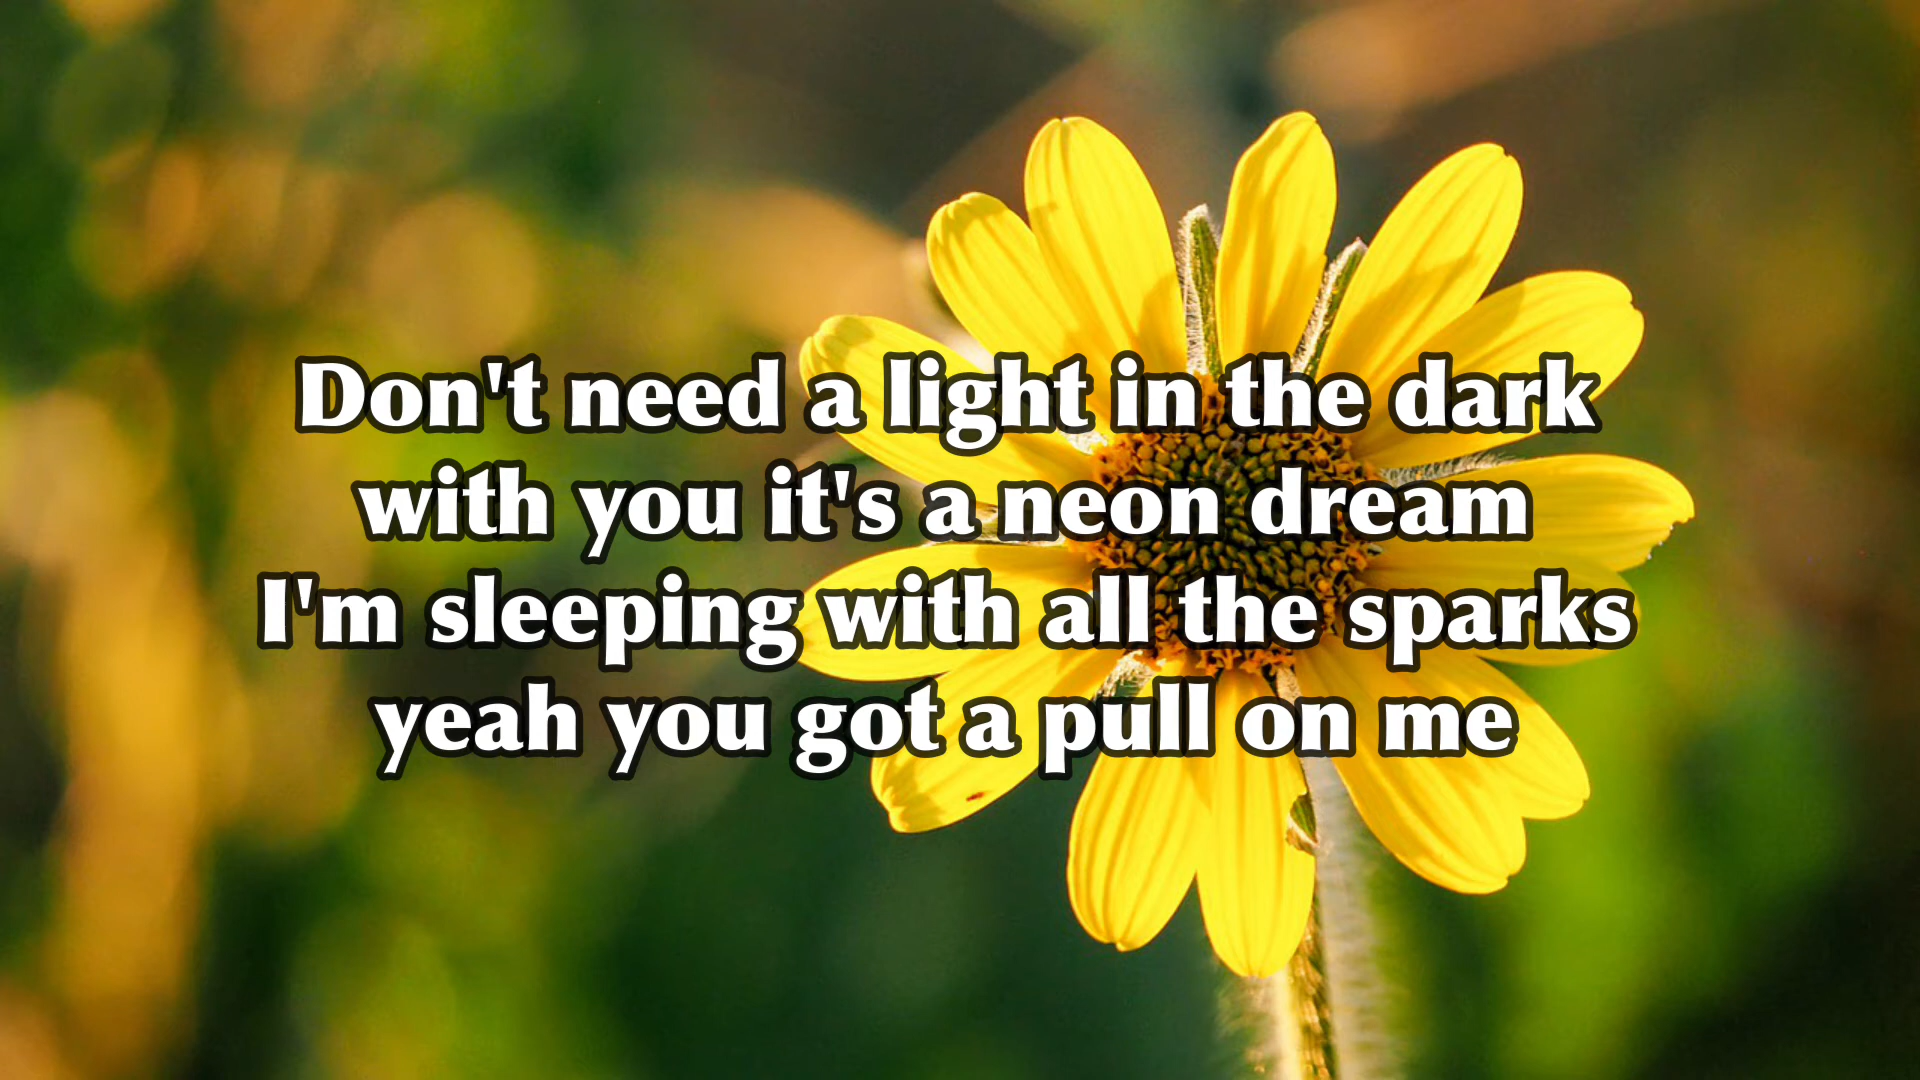 Don't need a light in the dark
with you it's a neon dream
I'm sleeping with all the sparks
yeah you got a pull on me